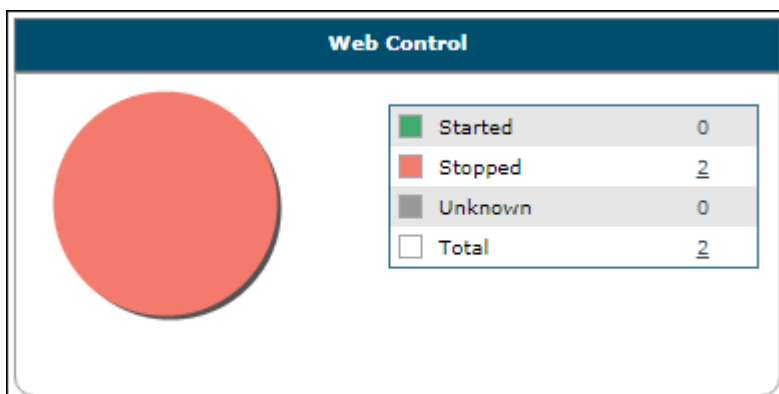 Web Control
Started 0
Stopped 2
Unknown 0
Total 2